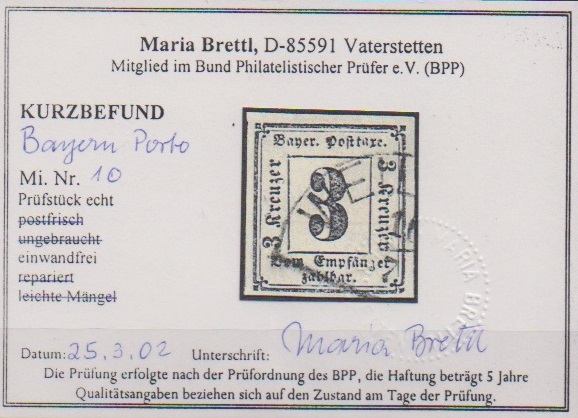 Maria Brettl, D-85591 Vaterstetten
Mitglied im Bund Philatelistischer Prüfer e.V. (BPP)
KURZBEFUND
Bayern Porto
Mi. Nr. 10
Prüfstück echt
postfrisch
ungebraucht
einwandfrei
repariert
leichte Mängel
Bayer. Posttaxe.
3 Kreuzer
3
3 Kreuzer
Vom Empfänger
zahlbar.
MARIA BRETTL
Datum: 25.3.02 Unterschrift: Maria Brettl
Die Prüfung erfolgte nach der Prüfordnung des BPP, die Haftung beträgt 5 Jahre
Qualitätsangaben beziehen sich auf den Zustand am Tage der Prüfung.